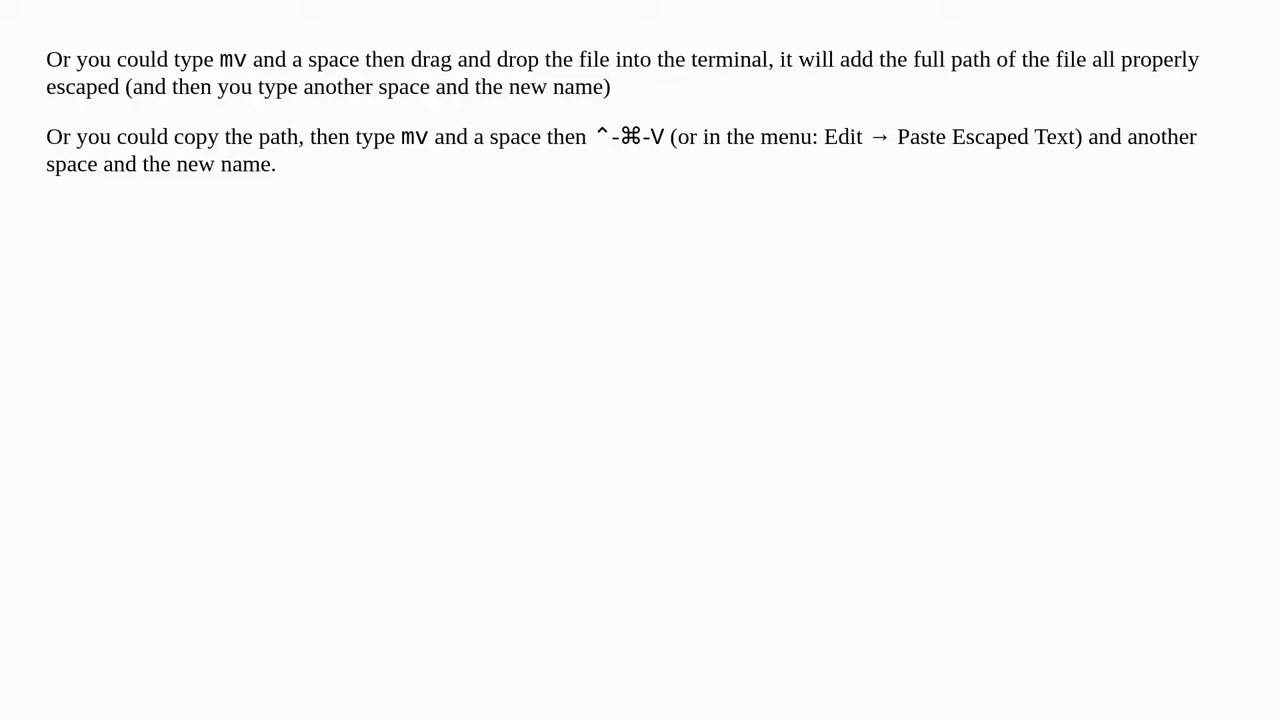 Or you could type mv and a space then drag and drop the file into the terminal, it will add the full path of the file all properly
escaped (and then you type another space and the new name)
Or you could copy the path, then type mv and a space then ⌃-⌘-V (or in the menu: Edit → Paste Escaped Text) and another
space and the new name.